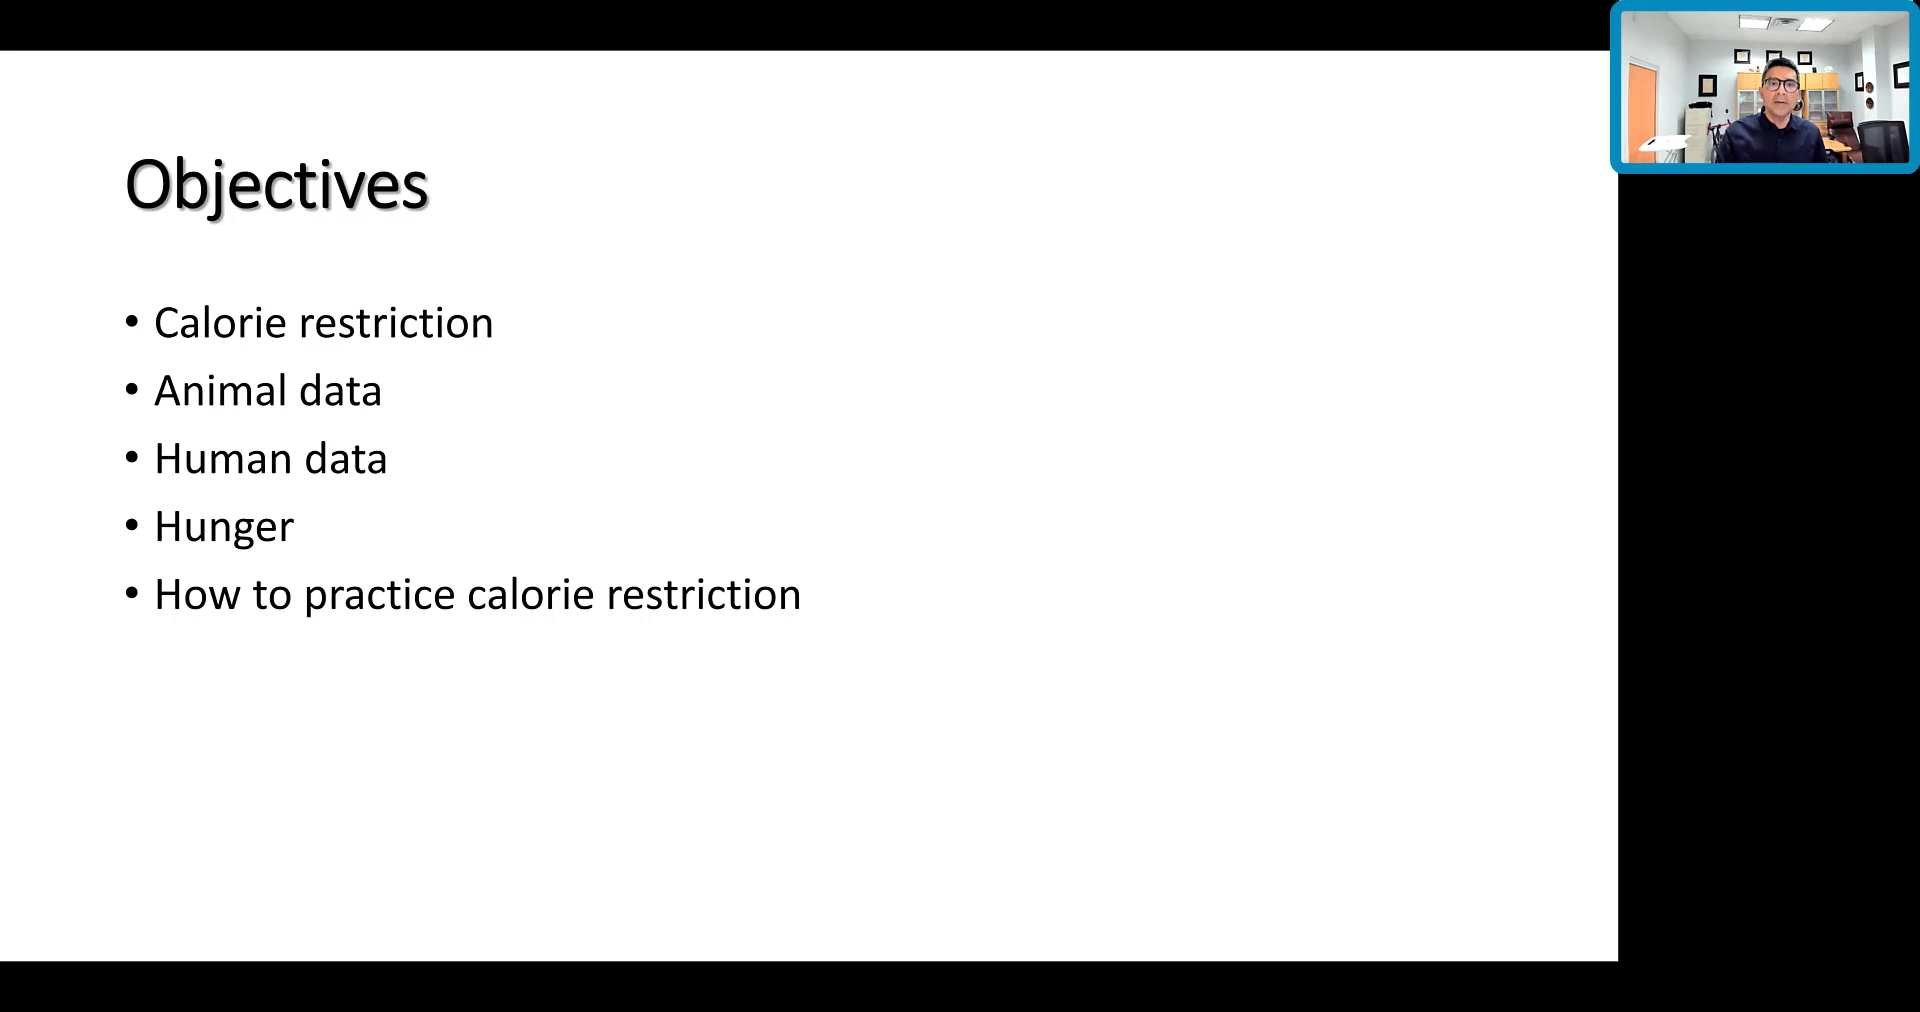 Objectives
• Calorie restriction
• Animal data
• Human data
• Hunger
• How to practice calorie restriction